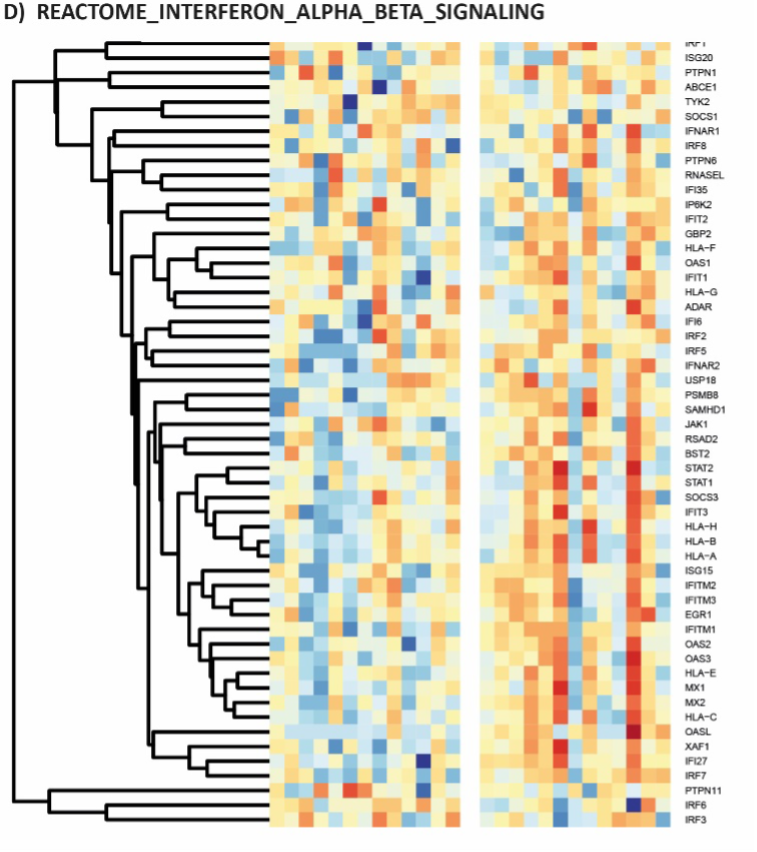 D) REACTOME_INTERFERON_ALPHA_BETA_SIGNALING
IRF1
ISG20
PTPN1
ABCE1
TYK2
SOCS1
IFNAR1
IRF8
PTPN6
RNASEL
IFI35
IP6K2
IFIT2
GBP2
HLA−F
OAS1
IFIT1
HLA−G
ADAR
IFI6
IRF2
IRF5
IFNAR2
USP18
PSMB8
SAMHD1
JAK1
RSAD2
BST2
STAT2
STAT1
SOCS3
IFIT3
HLA−H
HLA−B
HLA−A
ISG15
IFITM2
IFITM3
EGR1
IFITM1
OAS2
OAS3
HLA−E
MX1
MX2
HLA−C
OASL
XAF1
IFI27
IRF7
PTPN11
IRF6
IRF3